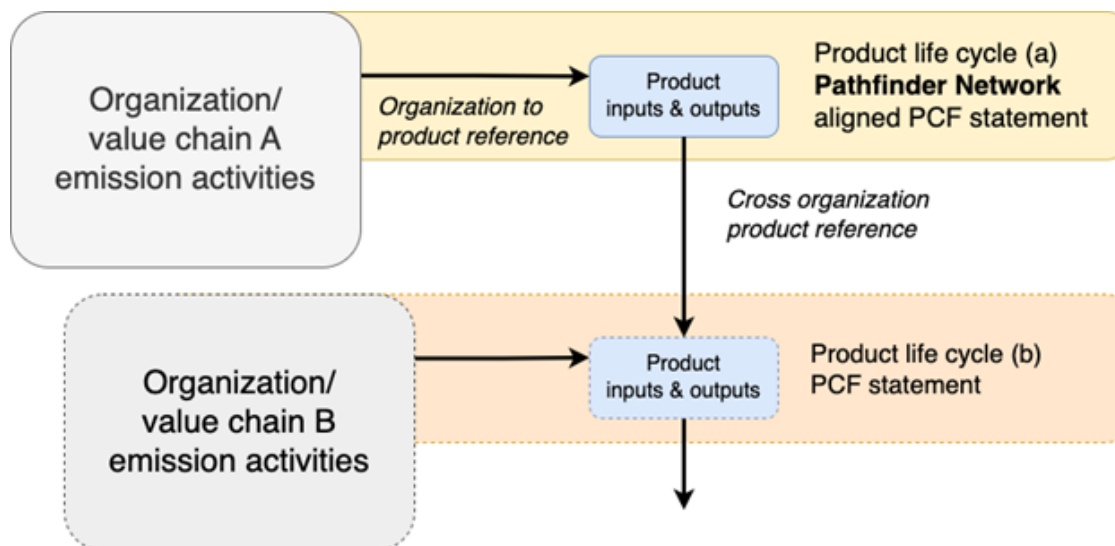 Organization/
value chain A
emission activities
Organization to
product reference
Product
inputs & outputs
Product life cycle (a)
Pathfinder Network
aligned PCF statement
Cross organization
product reference
Organization/
value chain B
emission activities
Product
inputs & outputs
Product life cycle (b)
PCF statement